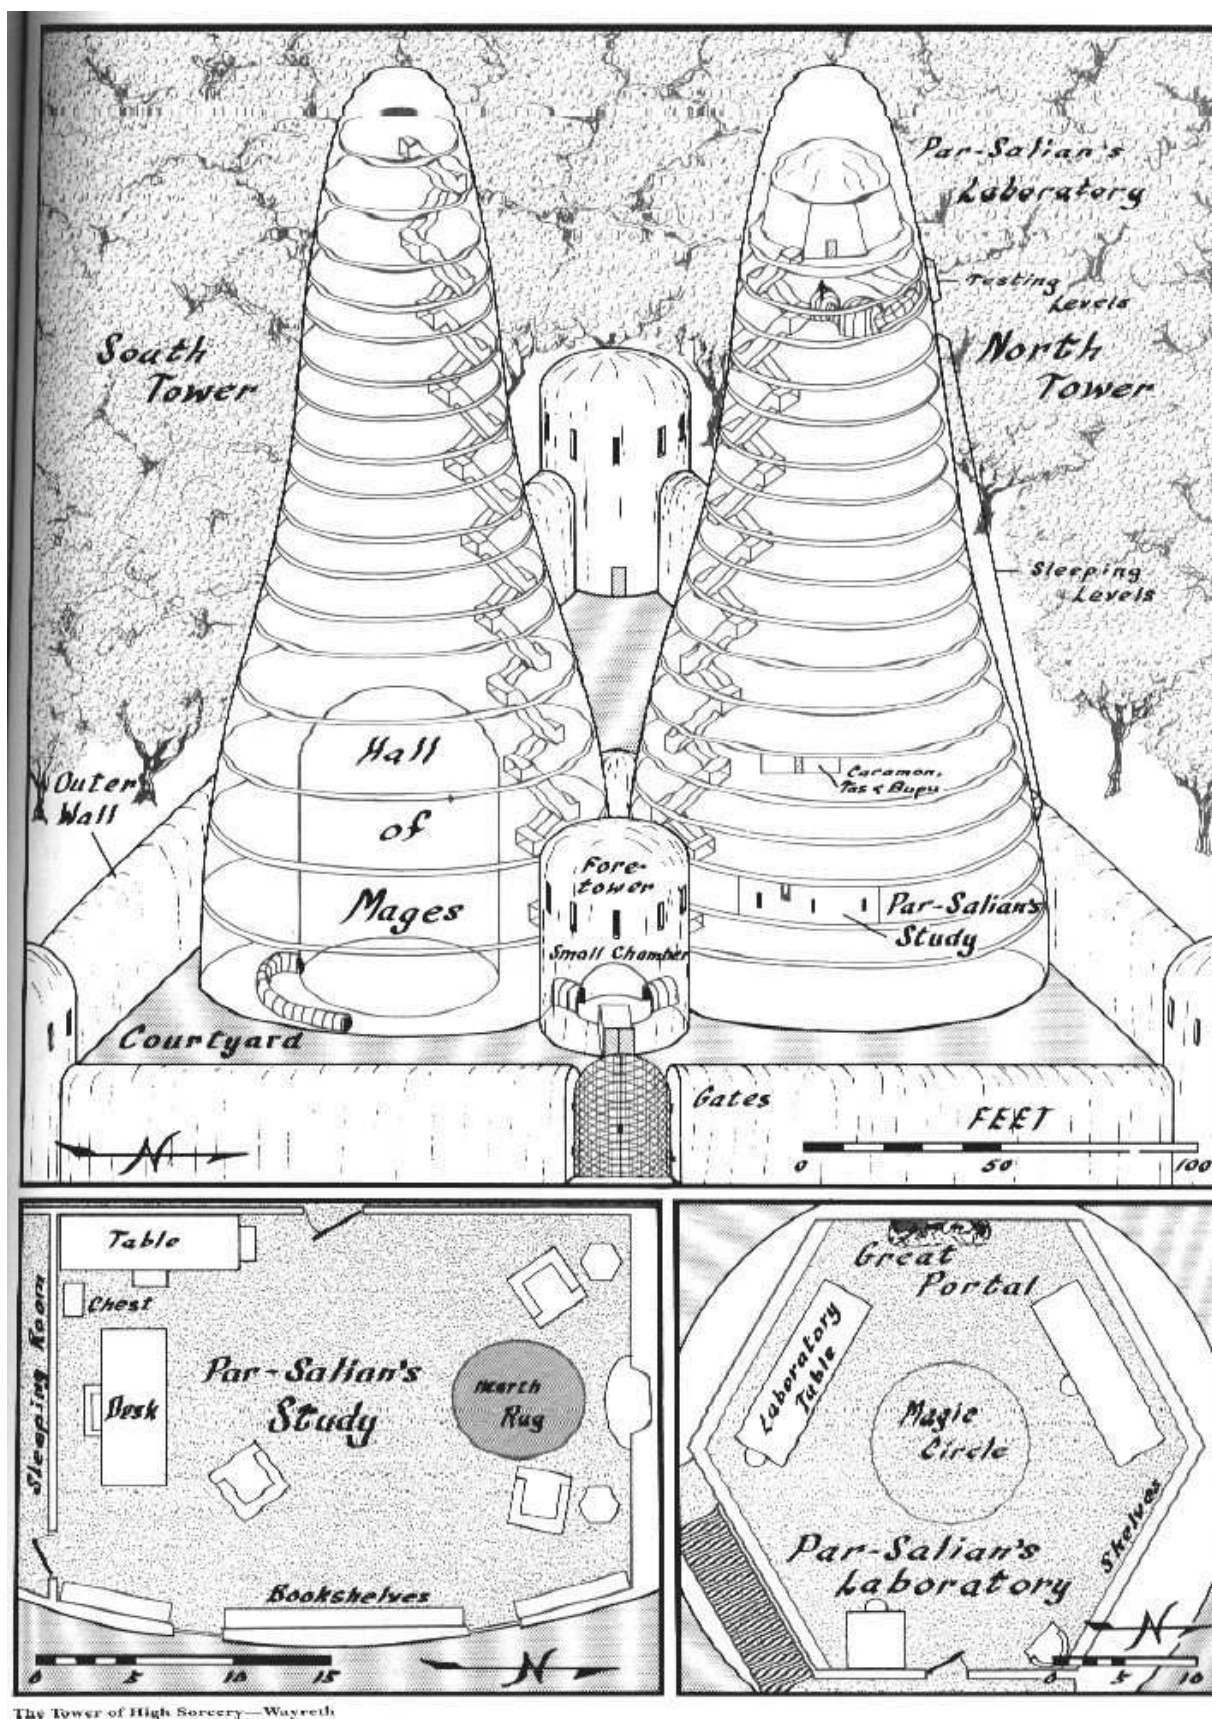 Par-Salian's
Laboratory
Testing
Levels
South
Tower
North
Tower
Sleeping
Levels
Caramon,
Tas & Bupu
Outer
Wall
Hall
of
Mages
Fore-
tower
Small Chamber
Par-Salian's
Study
Courtyard
Gates
FEET
0 50 100
N
Table
Chest
Sleeping Room
Desk
Par-Salian's
Study
Hearth
Rug
Bookshelves
0 5 10 15
N
Great
Portal
Laboratory
Table
Magic
Circle
Shelves
Par-Salian's
Laboratory
N
0 5 10
The Tower of High Sorcery—Wayreth